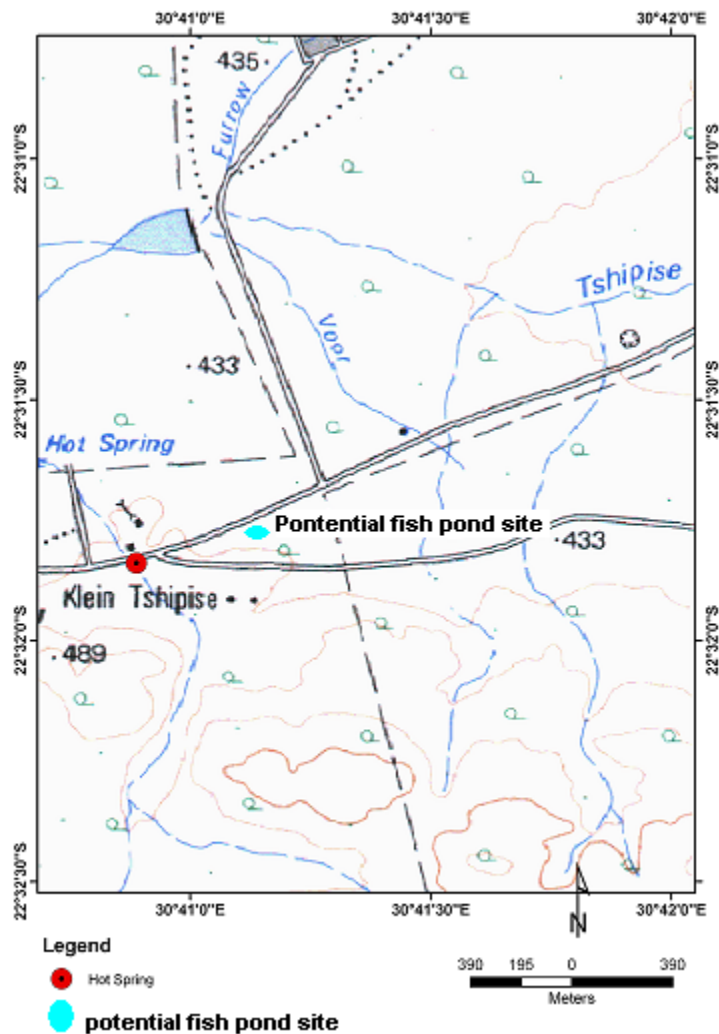 30°41'0"E 30°41'30"E 30°42'0"E
435
Furrow
22°31'0"S 22°31'0"S
Tshipise
Voor
433
22°31'30"S 22°31'30"S
Hot Spring
Pontential fish pond site
433
Klein Tshipise
22°32'0"S 22°32'0"S
489
22°32'30"S 22°32'30"S
30°41'0"E 30°41'30"E 30°42'0"E
N
Legend
Hot Spring
potential fish pond site
390 195 0 390
Meters